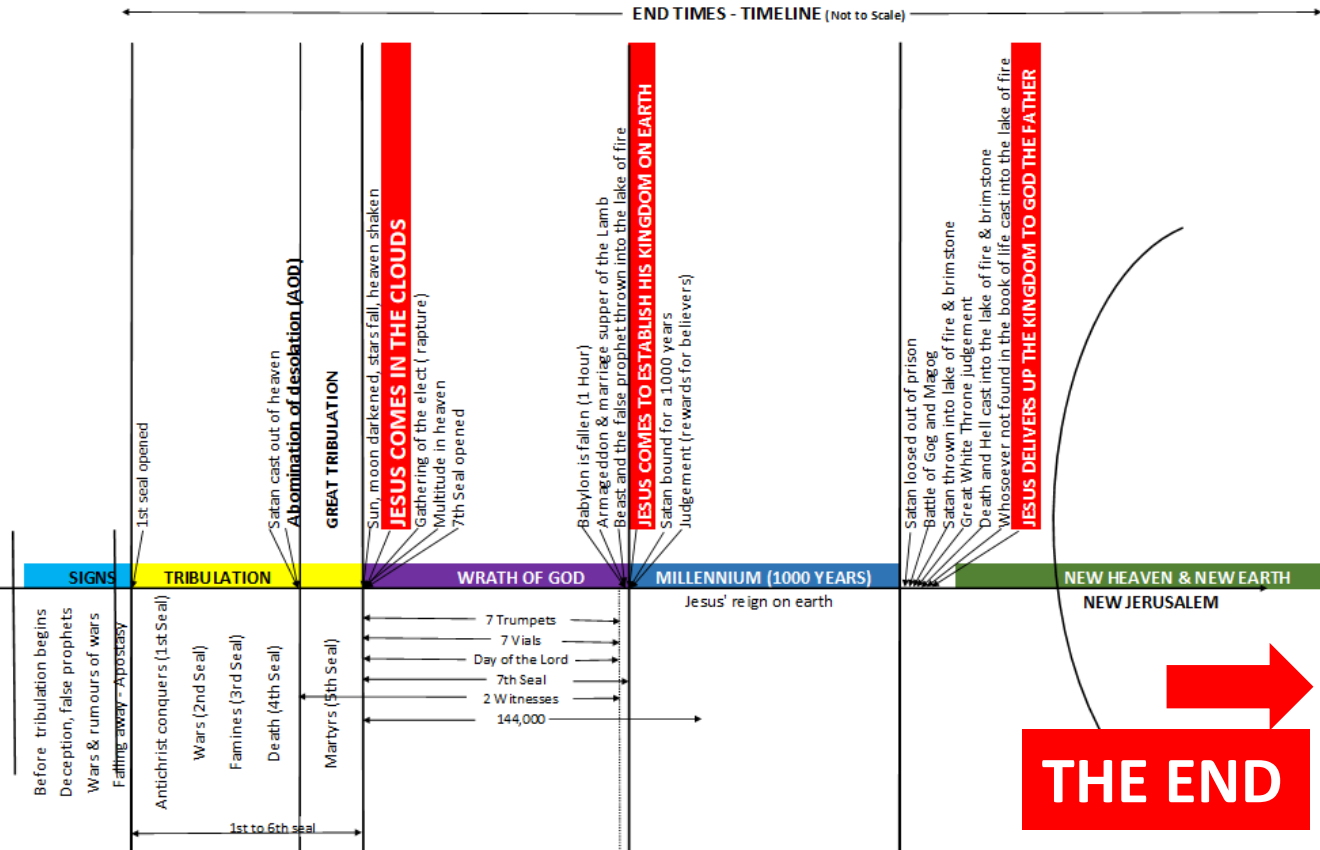 END TIMES - TIMELINE (Not to Scale)
1st seal opened
Satan cast out of heaven
Abomination of desolation (AOD)
GREAT TRIBULATION
Sun, moon darkened, stars fall, heaven shaken
JESUS COMES IN THE CLOUDS
Gathering of the elect ( rapture)
Multitude in heaven
7th Seal opened
Babylon is fallen (1 Hour)
Armageddon & marriage supper of the Lamb
Beast and the false prophet thrown into the lake of fire
JESUS COMES TO ESTABLISH HIS KINGDOM ON EARTH
Satan bound for a 1000 years
Judgement (rewards for believers)
Satan loosed out of prison
Battle of Gog and Magog
Satan thrown into lake of fire & brimstone
Great White Throne judgement
Death and Hell cast into the lake of fire & brimstone
Whosoever not found in the book of life cast into the lake of fire
JESUS DELIVERS UP THE KINGDOM TO GOD THE FATHER
SIGNS
TRIBULATION
WRATH OF GOD
MILLENNIUM (1000 YEARS)
NEW HEAVEN & NEW EARTH
Jesus' reign on earth
NEW JERUSALEM
Before tribulation begins
Deception, false prophets
Wars & rumours of wars
Falling away - Apostasy
Antichrist conquers (1st Seal)
Wars (2nd Seal)
Famines (3rd Seal)
Death (4th Seal)
Martyrs (5th Seal)
7 Trumpets
7 Vials
Day of the Lord
7th Seal
2 Witnesses
144,000
1st to 6th seal
THE END